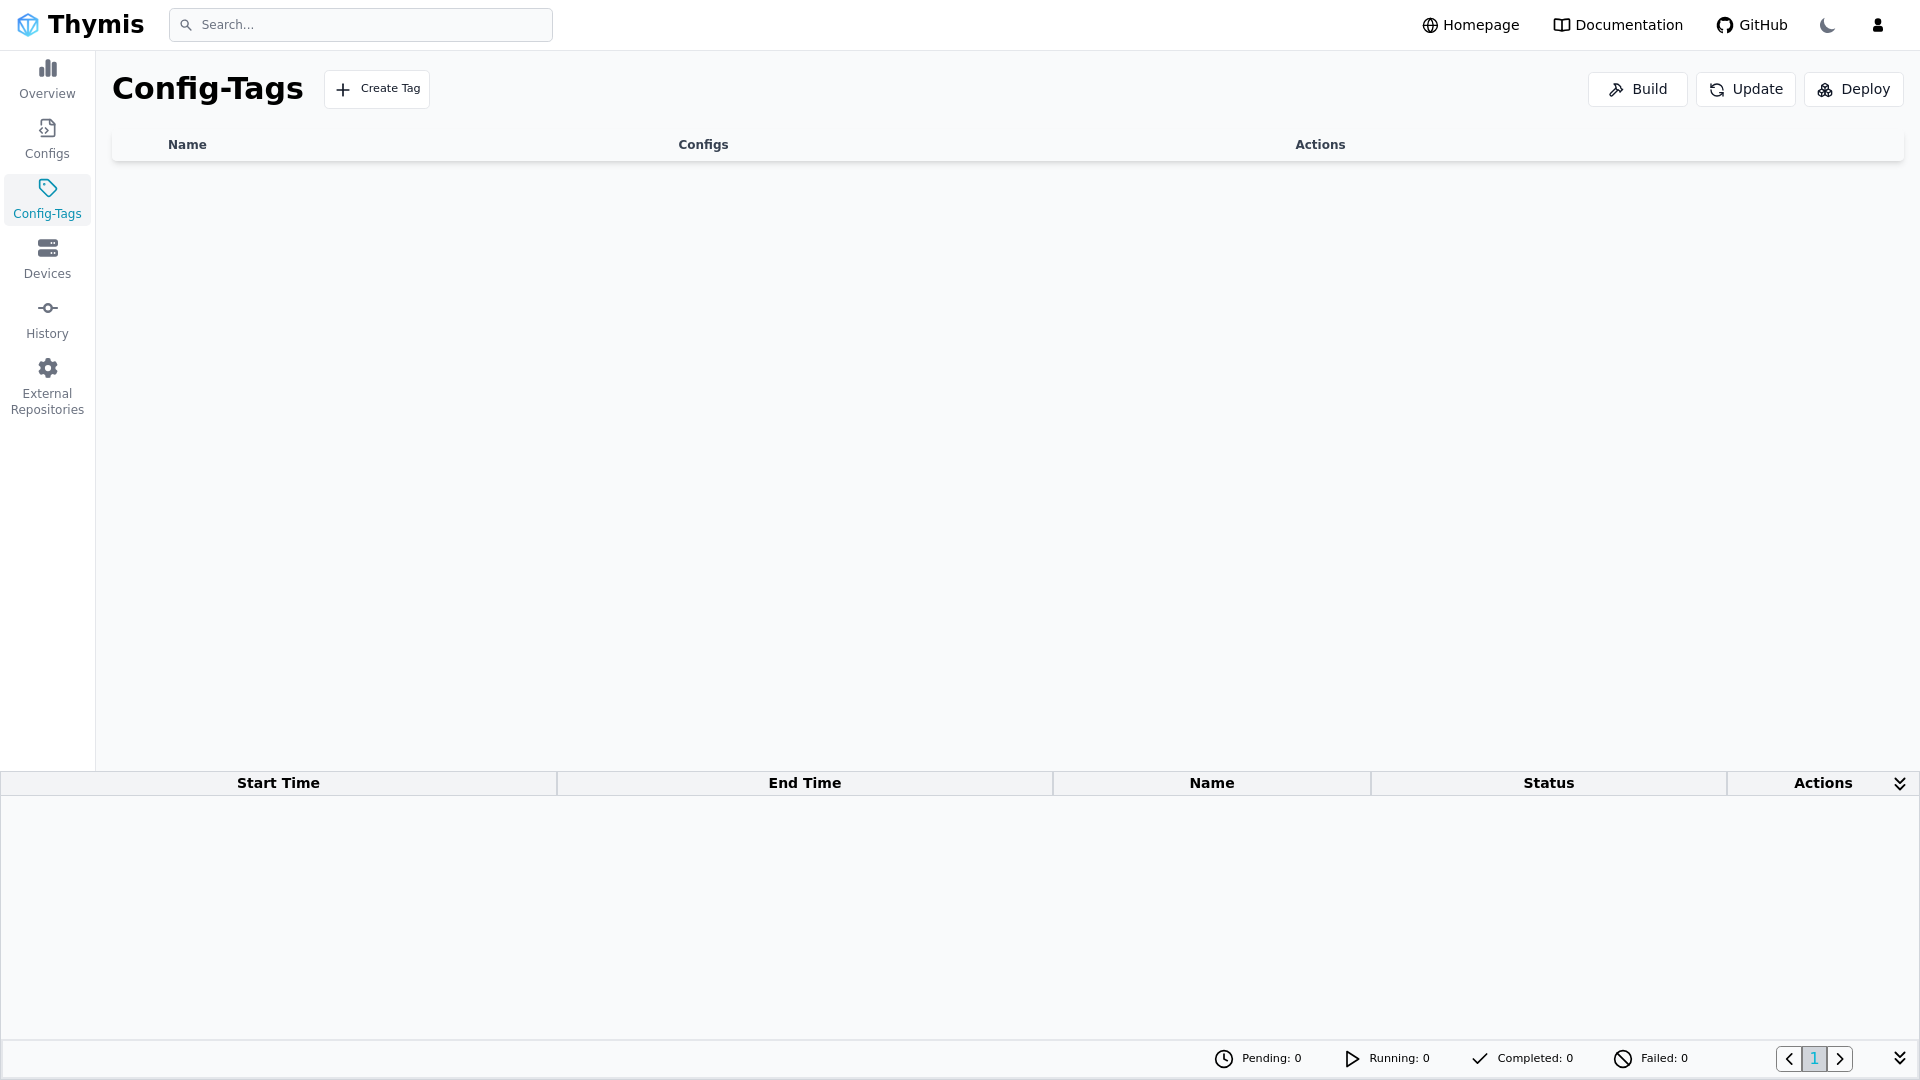 Thymis
Search...
Homepage
Documentation
GitHub
Overview
Configs
Config-Tags
Devices
History
External
Repositories
Config-Tags
Create Tag
Build
Update
Deploy
Name
Configs
Actions
Start Time
End Time
Name
Status
Actions
Pending: 0
Running: 0
Completed: 0
Failed: 0
1